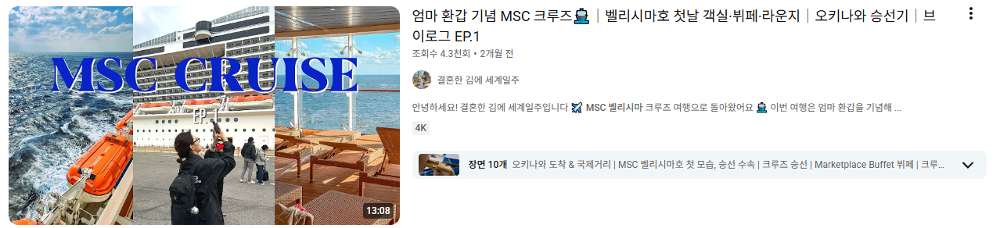 MSC CRUISE
EP. 1
13:08
엄마 환갑 기념 MSC 크루즈🛳️｜벨리시마호 첫날 객실·뷔페·라운지｜오키나와 승선기｜브
이로그 EP.1
조회수 4.3천회 • 2개월 전
결혼한 김에 세계일주
안녕하세요! 결혼한 김에 세계일주입니다 ✈️ MSC 벨리시마 크루즈 여행으로 돌아왔어요 🛳️ 이번 여행은 엄마 환갑을 기념해 ...
4K
장면 10개 오키나와 도착 & 국제거리 | MSC 벨리시마호 첫 모습, 승선 수속 | 크루즈 승선 | Marketplace Buffet 뷔페 | 크루...